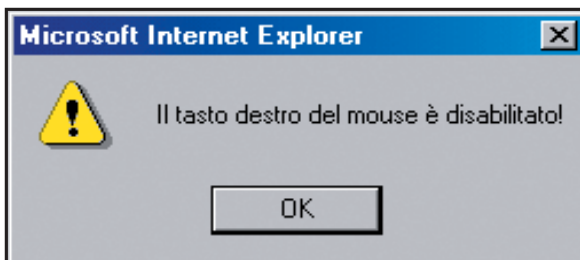 Microsoft Internet Explorer
Il tasto destro del mouse è disabilitato!
OK